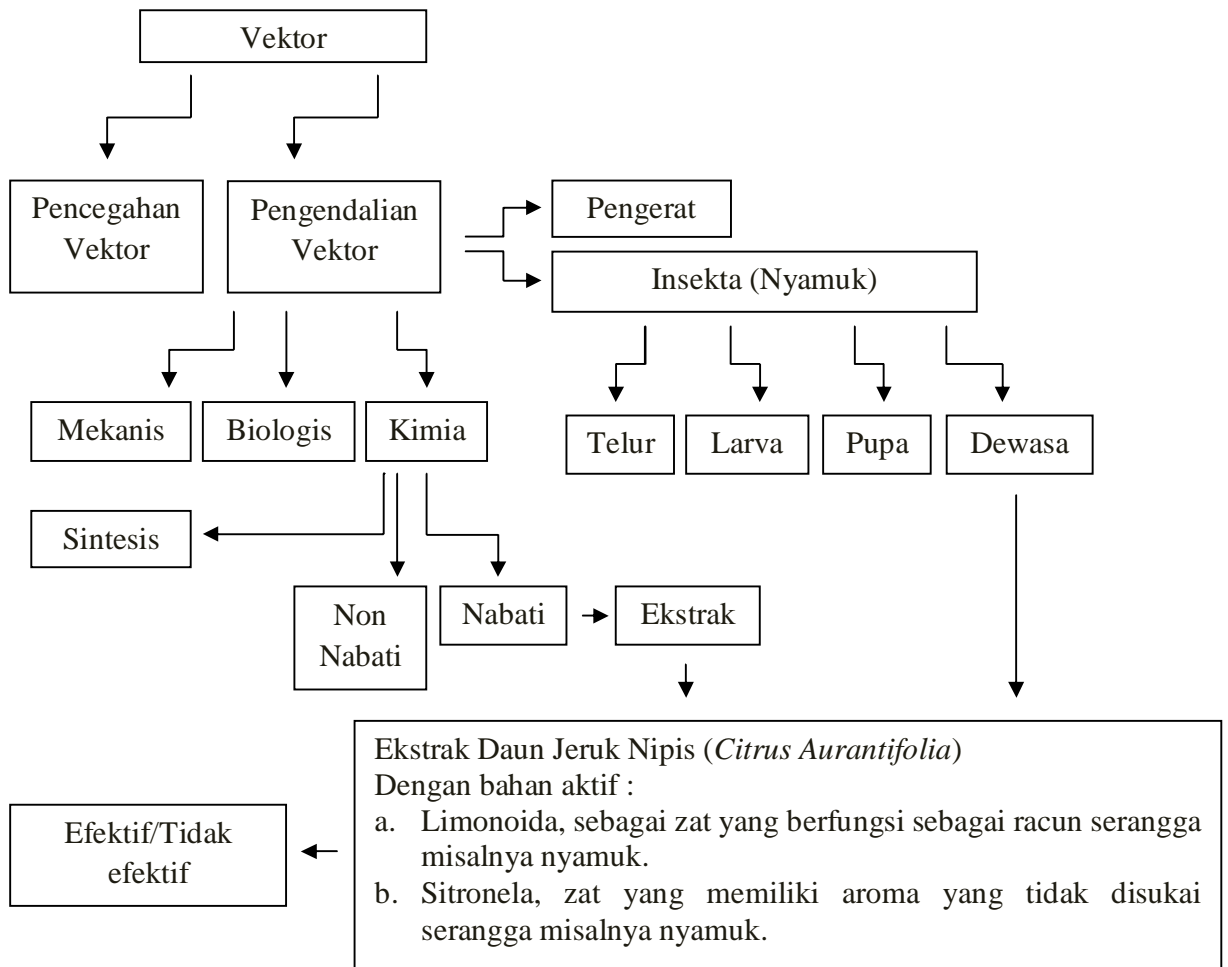 Vektor
Pencegahan
Vektor
Pengendalian
Vektor
Pengerat
Insekta (Nyamuk)
Mekanis
Biologis
Kimia
Telur
Larva
Pupa
Dewasa
Sintesis
Non
Nabati
Nabati
Ekstrak
Ekstrak Daun Jeruk Nipis (Citrus Aurantifolia)
Dengan bahan aktif :
a. Limonoida, sebagai zat yang berfungsi sebagai racun serangga
misalnya nyamuk.
b. Sitronela, zat yang memiliki aroma yang tidak disukai
serangga misalnya nyamuk.
Efektif/Tidak
efektif